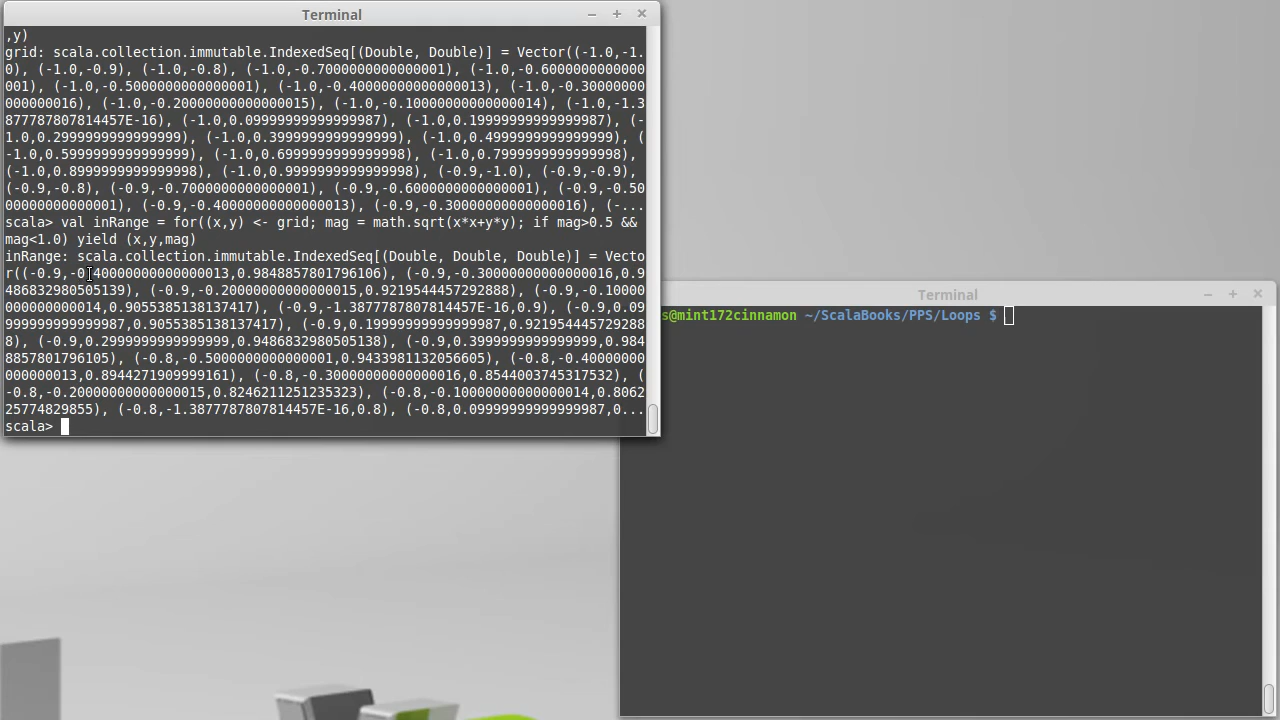 Terminal
,y)
grid: scala.collection.immutable.IndexedSeq[(Double, Double)] = Vector((-1.0,-1.
0), (-1.0,-0.9), (-1.0,-0.8), (-1.0,-0.7000000000000001), (-1.0,-0.6000000000000
001), (-1.0,-0.5000000000000001), (-1.0,-0.40000000000000013), (-1.0,-0.30000000
000000016), (-1.0,-0.20000000000000015), (-1.0,-0.10000000000000014), (-1.0,-1.3
877787807814457E-16), (-1.0,0.09999999999999987), (-1.0,0.19999999999999987), (-
1.0,0.2999999999999999), (-1.0,0.3999999999999999), (-1.0,0.4999999999999999), (
-1.0,0.5999999999999999), (-1.0,0.6999999999999998), (-1.0,0.7999999999999998),
(-1.0,0.8999999999999998), (-1.0,0.9999999999999998), (-0.9,-1.0), (-0.9,-0.9),
(-0.9,-0.8), (-0.9,-0.7000000000000001), (-0.9,-0.6000000000000001), (-0.9,-0.50
00000000000001), (-0.9,-0.40000000000000013), (-0.9,-0.30000000000000016), (-...
scala> val inRange = for((x,y) <- grid; mag = math.sqrt(x*x+y*y); if mag>0.5 &&
mag<1.0) yield (x,y,mag)
inRange: scala.collection.immutable.IndexedSeq[(Double, Double, Double)] = Vecto
r((-0.9,-0.40000000000000013,0.9848857801796106), (-0.9,-0.30000000000000016,0.9
486832980505139), (-0.9,-0.20000000000000015,0.9219544457292888), (-0.9,-0.10000
000000000014,0.9055385138137417), (-0.9,-1.3877787807814457E-16,0.9), (-0.9,0.09
999999999999987,0.9055385138137417), (-0.9,0.19999999999999987,0.921954445729288
8), (-0.9,0.2999999999999999,0.9486832980505138), (-0.9,0.3999999999999999,0.984
8857801796105), (-0.8,-0.5000000000000001,0.9433981132056605), (-0.8,-0.40000000
000000013,0.8944271909999161), (-0.8,-0.30000000000000016,0.8544003745317532), (
-0.8,-0.20000000000000015,0.8246211251235323), (-0.8,-0.10000000000000014,0.8062
25774829855), (-0.8,-1.3877787807814457E-16,0.8), (-0.8,0.09999999999999987,0...
scala>
Terminal
s@mint172cinnamon ~/ScalaBooks/PPS/Loops $